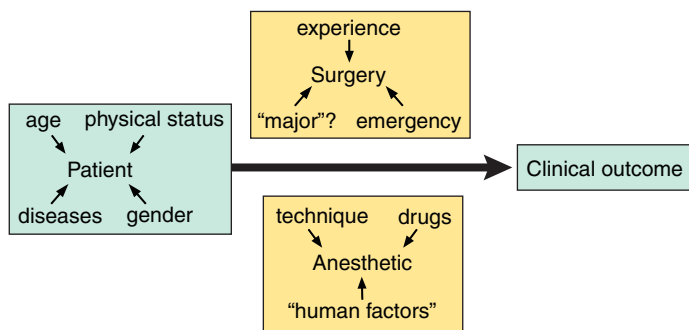 experience
Surgery
“major”? emergency
age physical status
Patient
diseases gender
Clinical outcome
technique drugs
Anesthetic
“human factors”